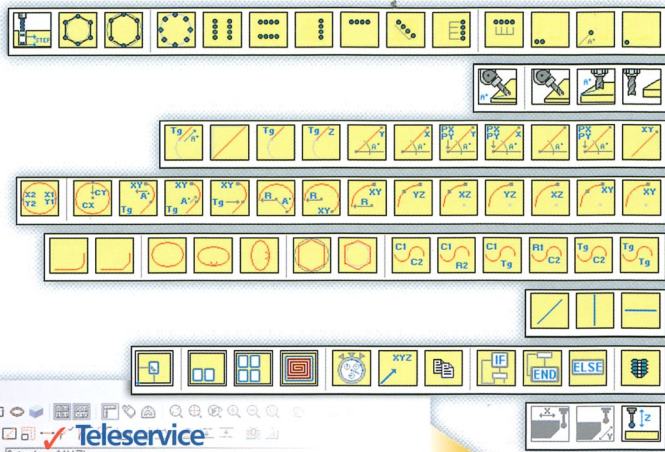 STEP
A°
A°
Tg A°
Tg
Tg Z
Y A°
X A°
PX PY Y A°
PX PY X A°
A°
PX PY A°
XY
X2 X1
Y2 Y1
CY
CX
XY A° Tg
XY A° Tg
XY Tg
R A°
R XY
XY R
YZ
XZ
YZ
XZ
XY
XY
C1 C2
C1 R2
C1 Tg
R1 C2
Tg C2
Tg Tg
XYZ
IF
END
ELSE
X
Y
Z
Teleservice